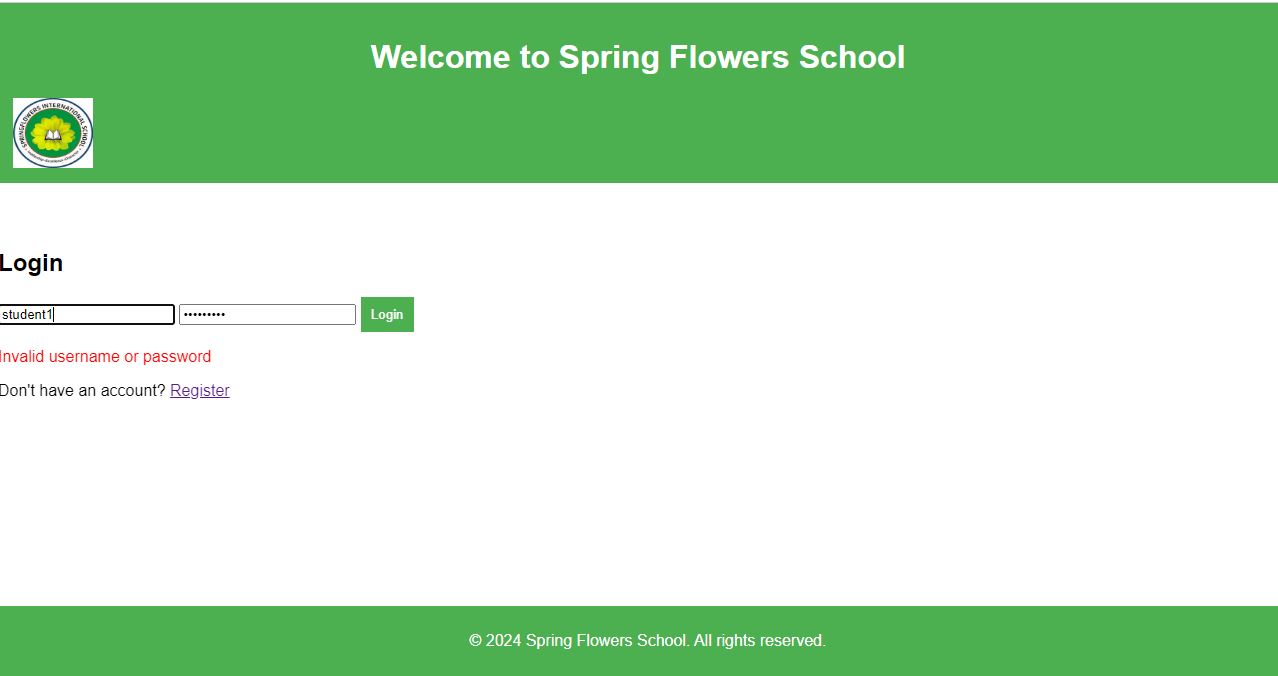 Welcome to Spring Flowers School
SPRINGFLOWERS INTERNATIONAL SCHOOL
Login
student1
••••••••• Login
Invalid username or password
Don't have an account? Register
© 2024 Spring Flowers School. All rights reserved.